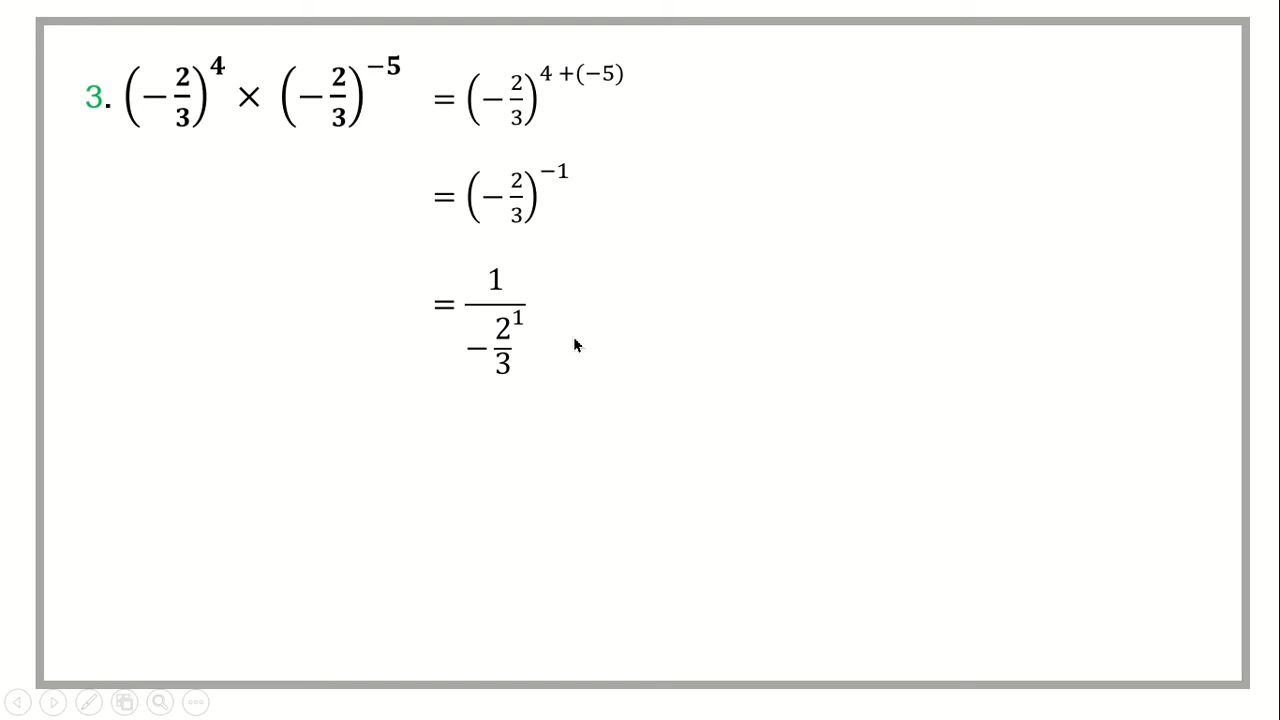 3. (−2/3)^4 × (−2/3)^−5 = (−2/3)^4 +(−5)
= (−2/3)^−1
= 1/(−2^1/3)